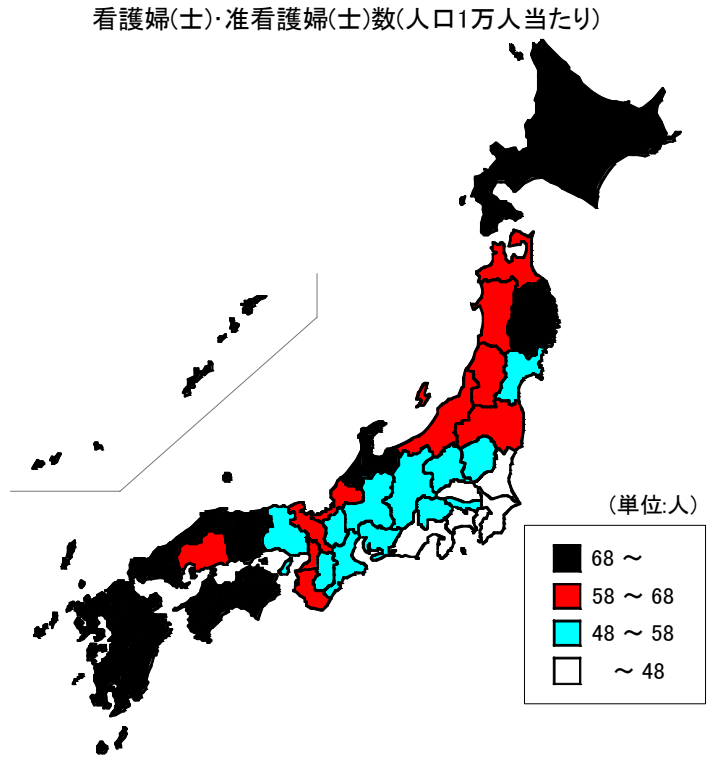 看護婦(士)･准看護婦(士)数(人口1万人当たり)
(単位:人)
68 ～
58 ～ 68
48 ～ 58
～ 48